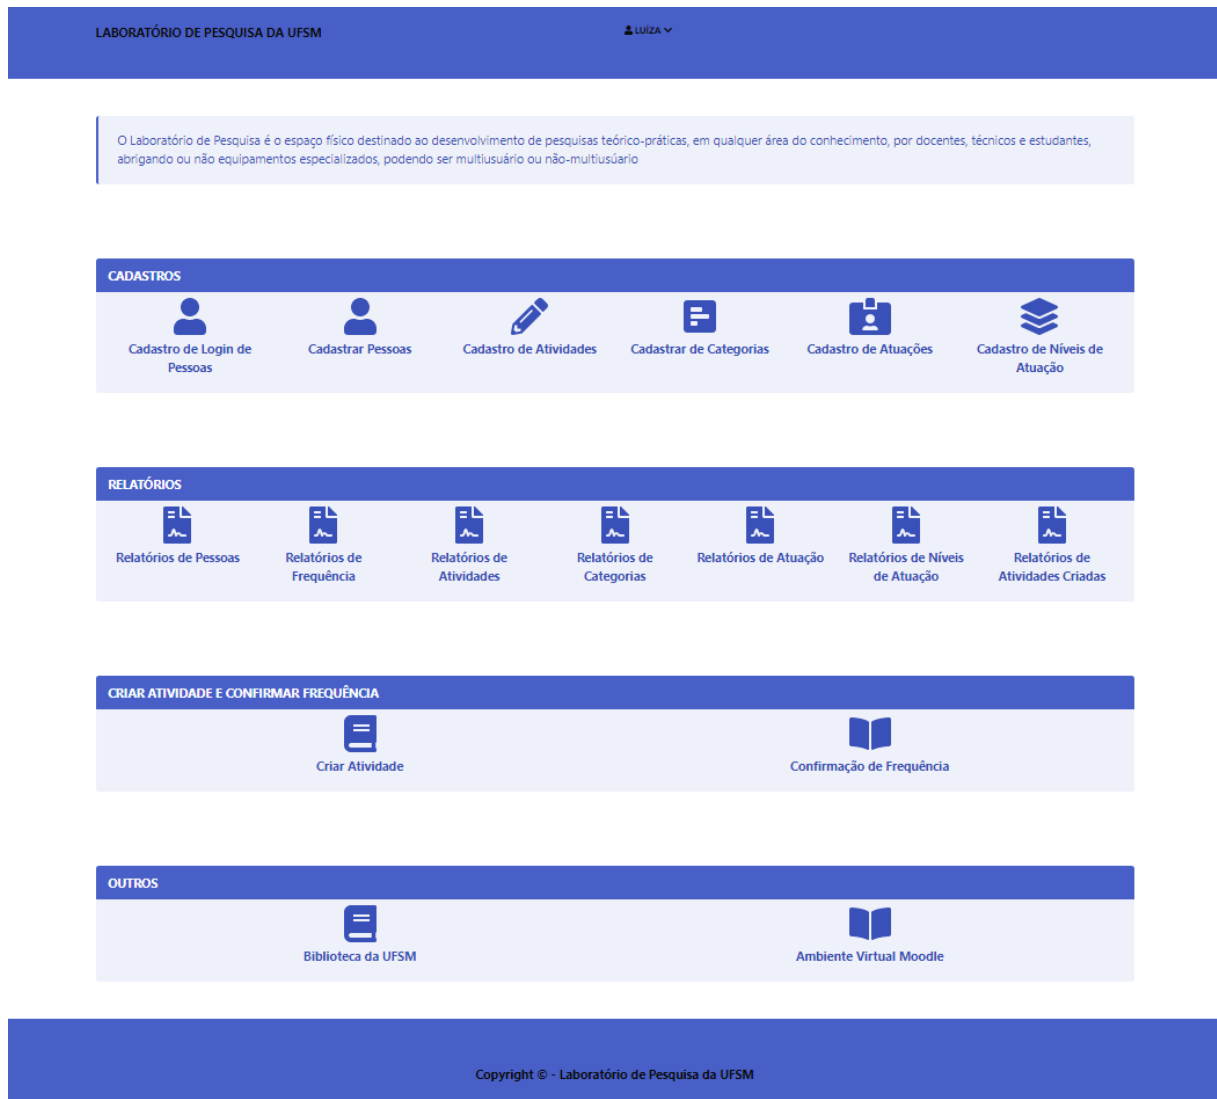 LABORATÓRIO DE PESQUISA DA UFSM
LUÍZA
O Laboratório de Pesquisa é o espaço físico destinado ao desenvolvimento de pesquisas teórico-práticas, em qualquer área do conhecimento, por docentes, técnicos e estudantes,
abrigando ou não equipamentos especializados, podendo ser multiusuário ou não-multiusúario
CADASTROS
Cadastro de Login de
Pessoas
Cadastrar Pessoas
Cadastro de Atividades
Cadastrar de Categorias
Cadastro de Atuações
Cadastro de Níveis de
Atuação
RELATÓRIOS
Relatórios de Pessoas
Relatórios de
Frequência
Relatórios de
Atividades
Relatórios de
Categorias
Relatórios de Atuação
Relatórios de Níveis
de Atuação
Relatórios de
Atividades Criadas
CRIAR ATIVIDADE E CONFIRMAR FREQUÊNCIA
Criar Atividade
Confirmação de Frequência
OUTROS
Biblioteca da UFSM
Ambiente Virtual Moodle
Copyright © - Laboratório de Pesquisa da UFSM